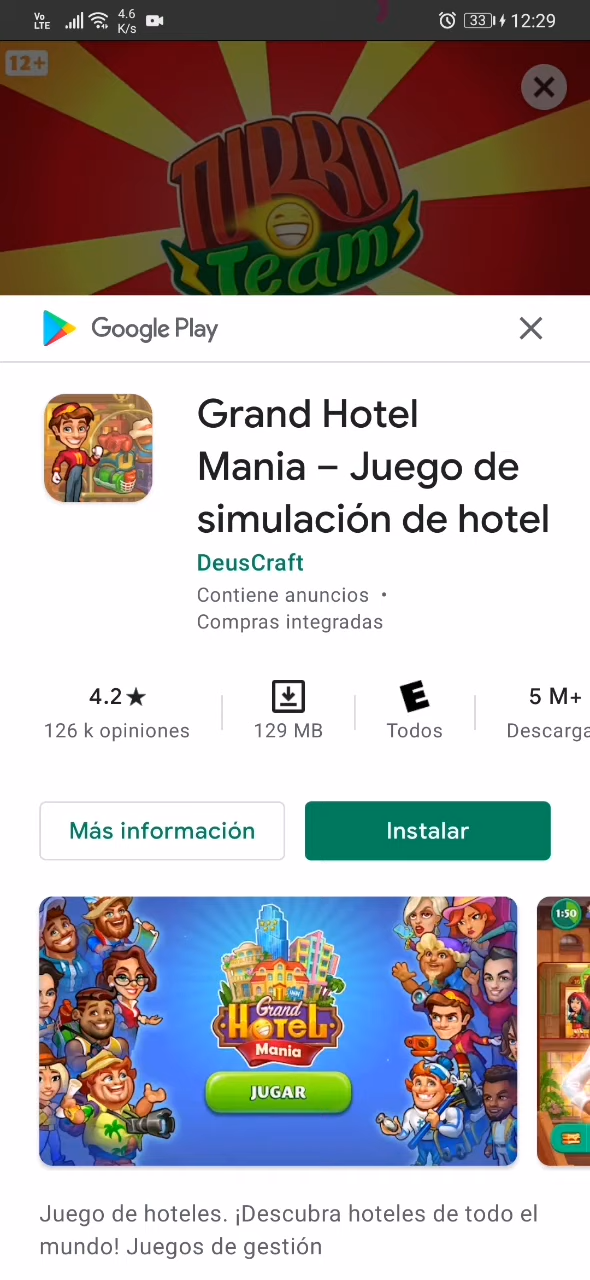 Vo
LTE
4.6
K/s
33
12:29
12+
TURBO
Team
Google Play
Grand Hotel
Mania – Juego de
simulación de hotel
DeusCraft
Contiene anuncios •
Compras integradas
4.2★
126 k opiniones
129 MB
E
Todos
5 M+
Descarga
Más información
Instalar
1:50
Grand
HOTEL
Mania
JUGAR
Juego de hoteles. ¡Descubra hoteles de todo el
mundo! Juegos de gestión